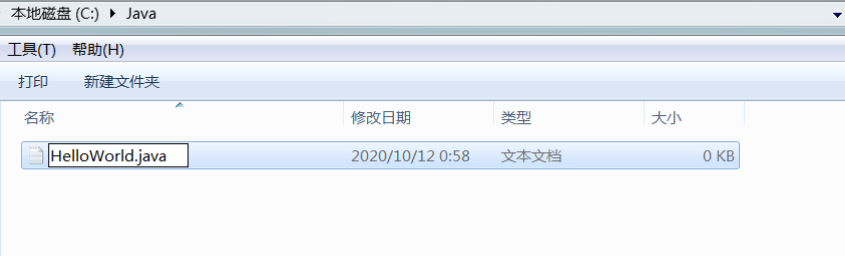 本地磁盘 (C:) ▸ Java
工具(T) 帮助(H)
打印 新建文件夹
名称 修改日期 类型 大小
HelloWorld.java 2020/10/12 0:58 文本文档 0 KB